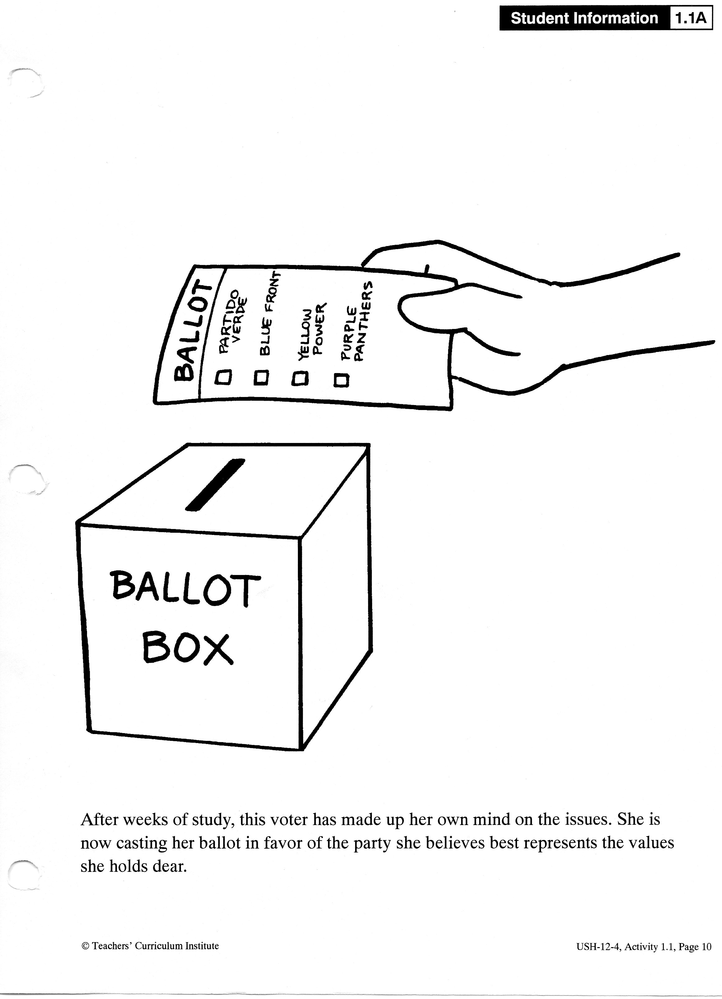 Student Information 1.1A
BALLOT
PARTIDO
VERDE
BLUE FRONT
YELLOW
POWER
PURPLE
PANTHERS
BALLOT
BOX
After weeks of study, this voter has made up her own mind on the issues. She is
now casting her ballot in favor of the party she believes best represents the values
she holds dear.
© Teachers’ Curriculum Institute
USH-12-4, Activity 1.1, Page 10